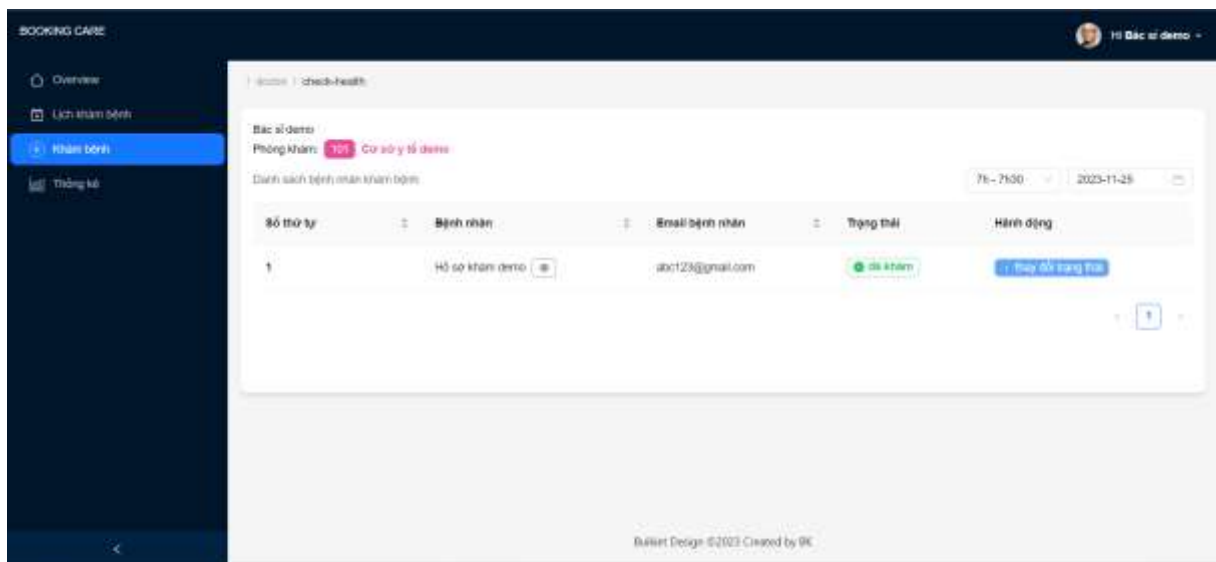 BOOKING CARE
Hi Bác sĩ demo
Overview
/ doctor / check-health
Lịch khám bệnh
Bác sĩ demo
Khám bệnh
Phòng khám: 101 Cơ sở y tế demo
Thống kê
Danh sách bệnh nhân khám bệnh
7h - 7h30
2023-11-25
Số thứ tự
Bệnh nhân
Email bệnh nhân
Trạng thái
Hành động
1
Hồ sơ khám demo
abc123@gmail.com
đã khám
Thay đổi trạng thái
1
Design ©2023 Created by BK